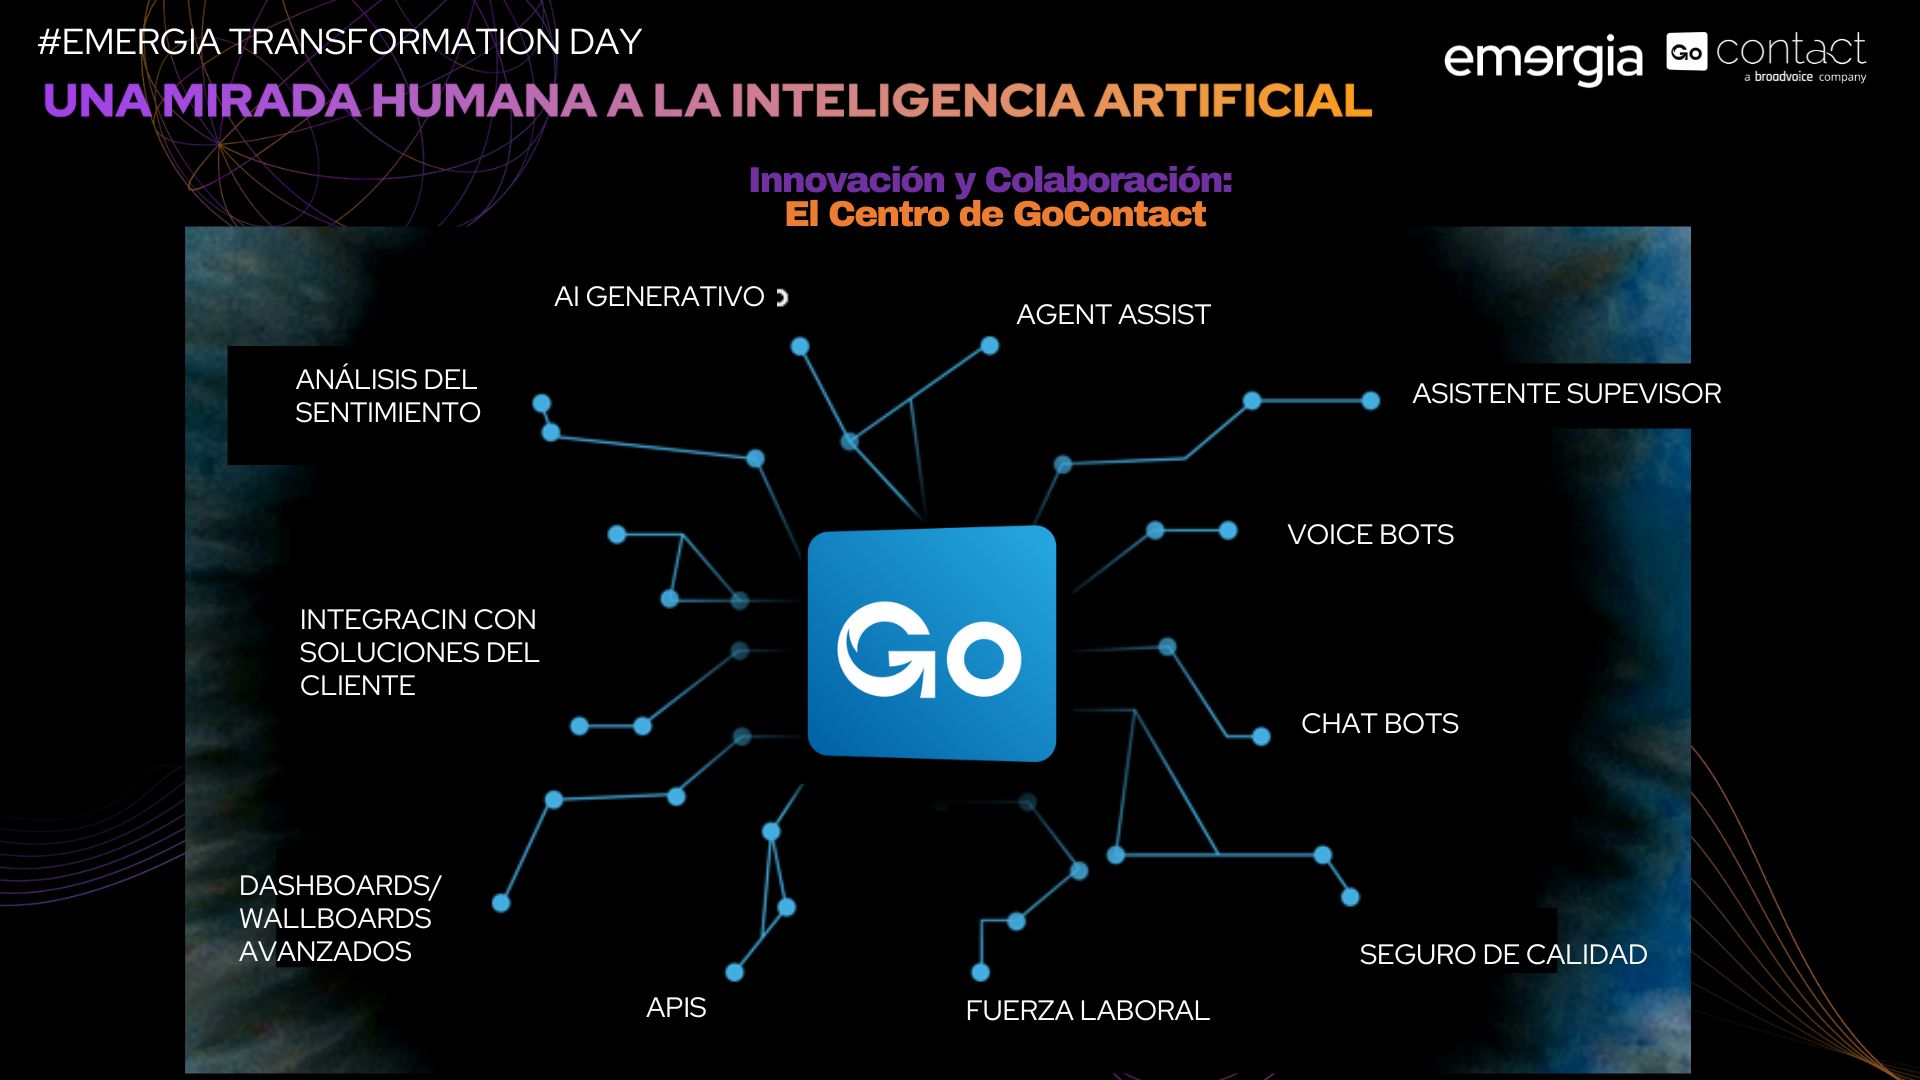 #EMERGIA TRANSFORMATION DAY
UNA MIRADA HUMANA A LA INTELIGENCIA ARTIFICIAL
emergia
Go contact
a broadvoice company
Innovación y Colaboración:
El Centro de GoContact
AI GENERATIVO
AGENT ASSIST
ANÁLISIS DEL
SENTIMIENTO
ASISTENTE SUPEVISOR
VOICE BOTS
INTEGRACIN CON
SOLUCIONES DEL
CLIENTE
Go
CHAT BOTS
DASHBOARDS/
WALLBOARDS
AVANZADOS
SEGURO DE CALIDAD
APIS
FUERZA LABORAL